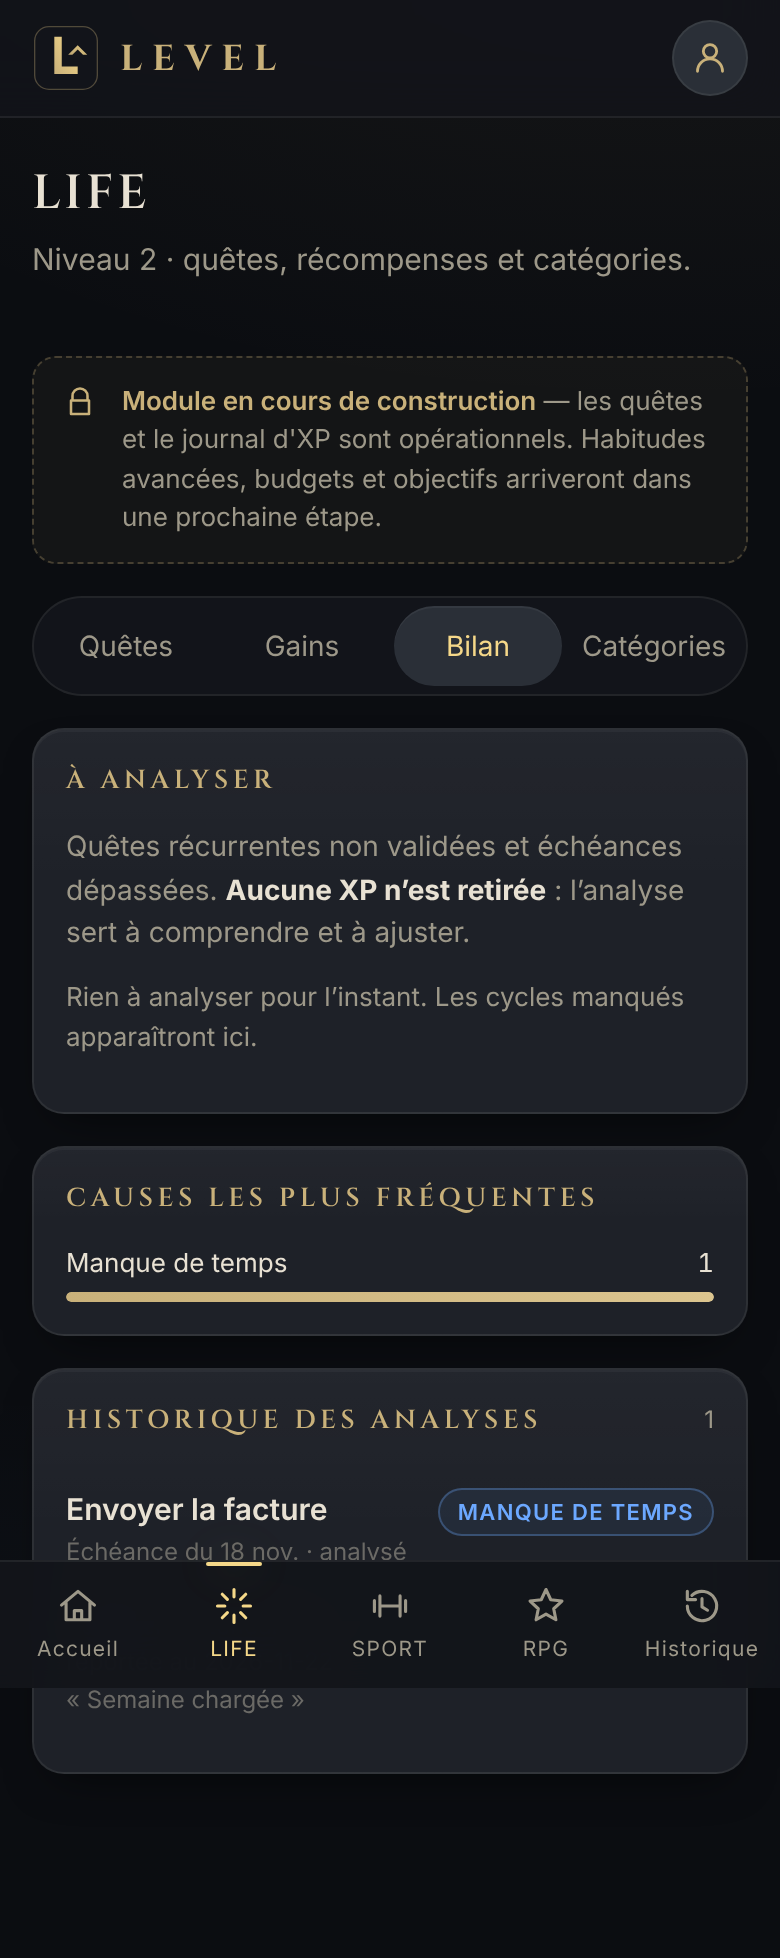 LEVEL
LIFE
Niveau 2 · quêtes, récompenses et catégories.
Module en cours de construction — les quêtes
et le journal d'XP sont opérationnels. Habitudes
avancées, budgets et objectifs arriveront dans
une prochaine étape.
Quêtes Gains Bilan Catégories
À ANALYSER
Quêtes récurrentes non validées et échéances
dépassées. Aucune XP n’est retirée : l’analyse
sert à comprendre et à ajuster.
Rien à analyser pour l’instant. Les cycles manqués
apparaîtront ici.
CAUSES LES PLUS FRÉQUENTES
Manque de temps 1
HISTORIQUE DES ANALYSES 1
Envoyer la facture MANQUE DE TEMPS
Échéance du 18 nov. · analysé
Accueil LIFE SPORT RPG Historique
« Semaine chargée »